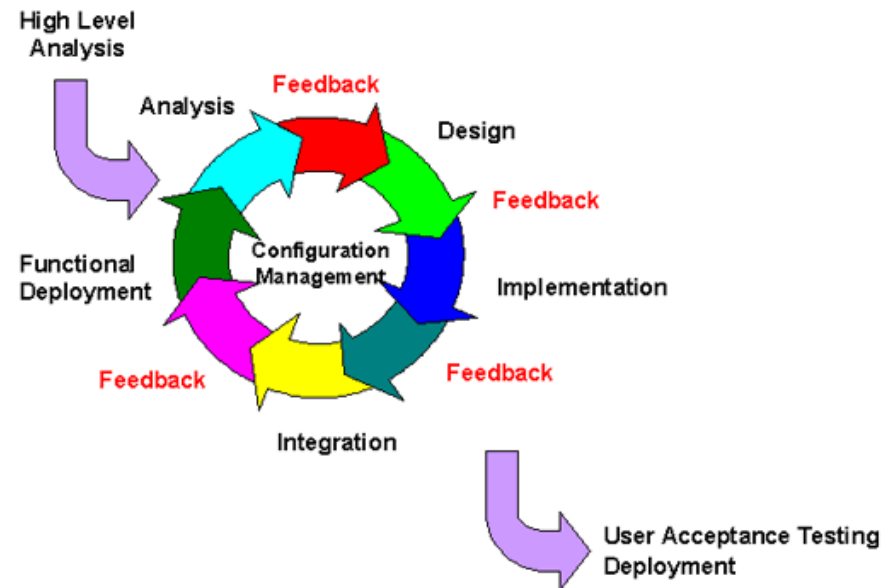 High Level
Analysis
Feedback
Analysis
Design
Feedback
Configuration
Management
Functional
Deployment
Implementation
Feedback
Feedback
Integration
User Acceptance Testing
Deployment